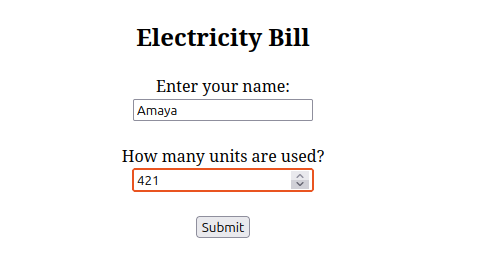 Electricity Bill
Enter your name:
Amaya
How many units are used?
421
Submit